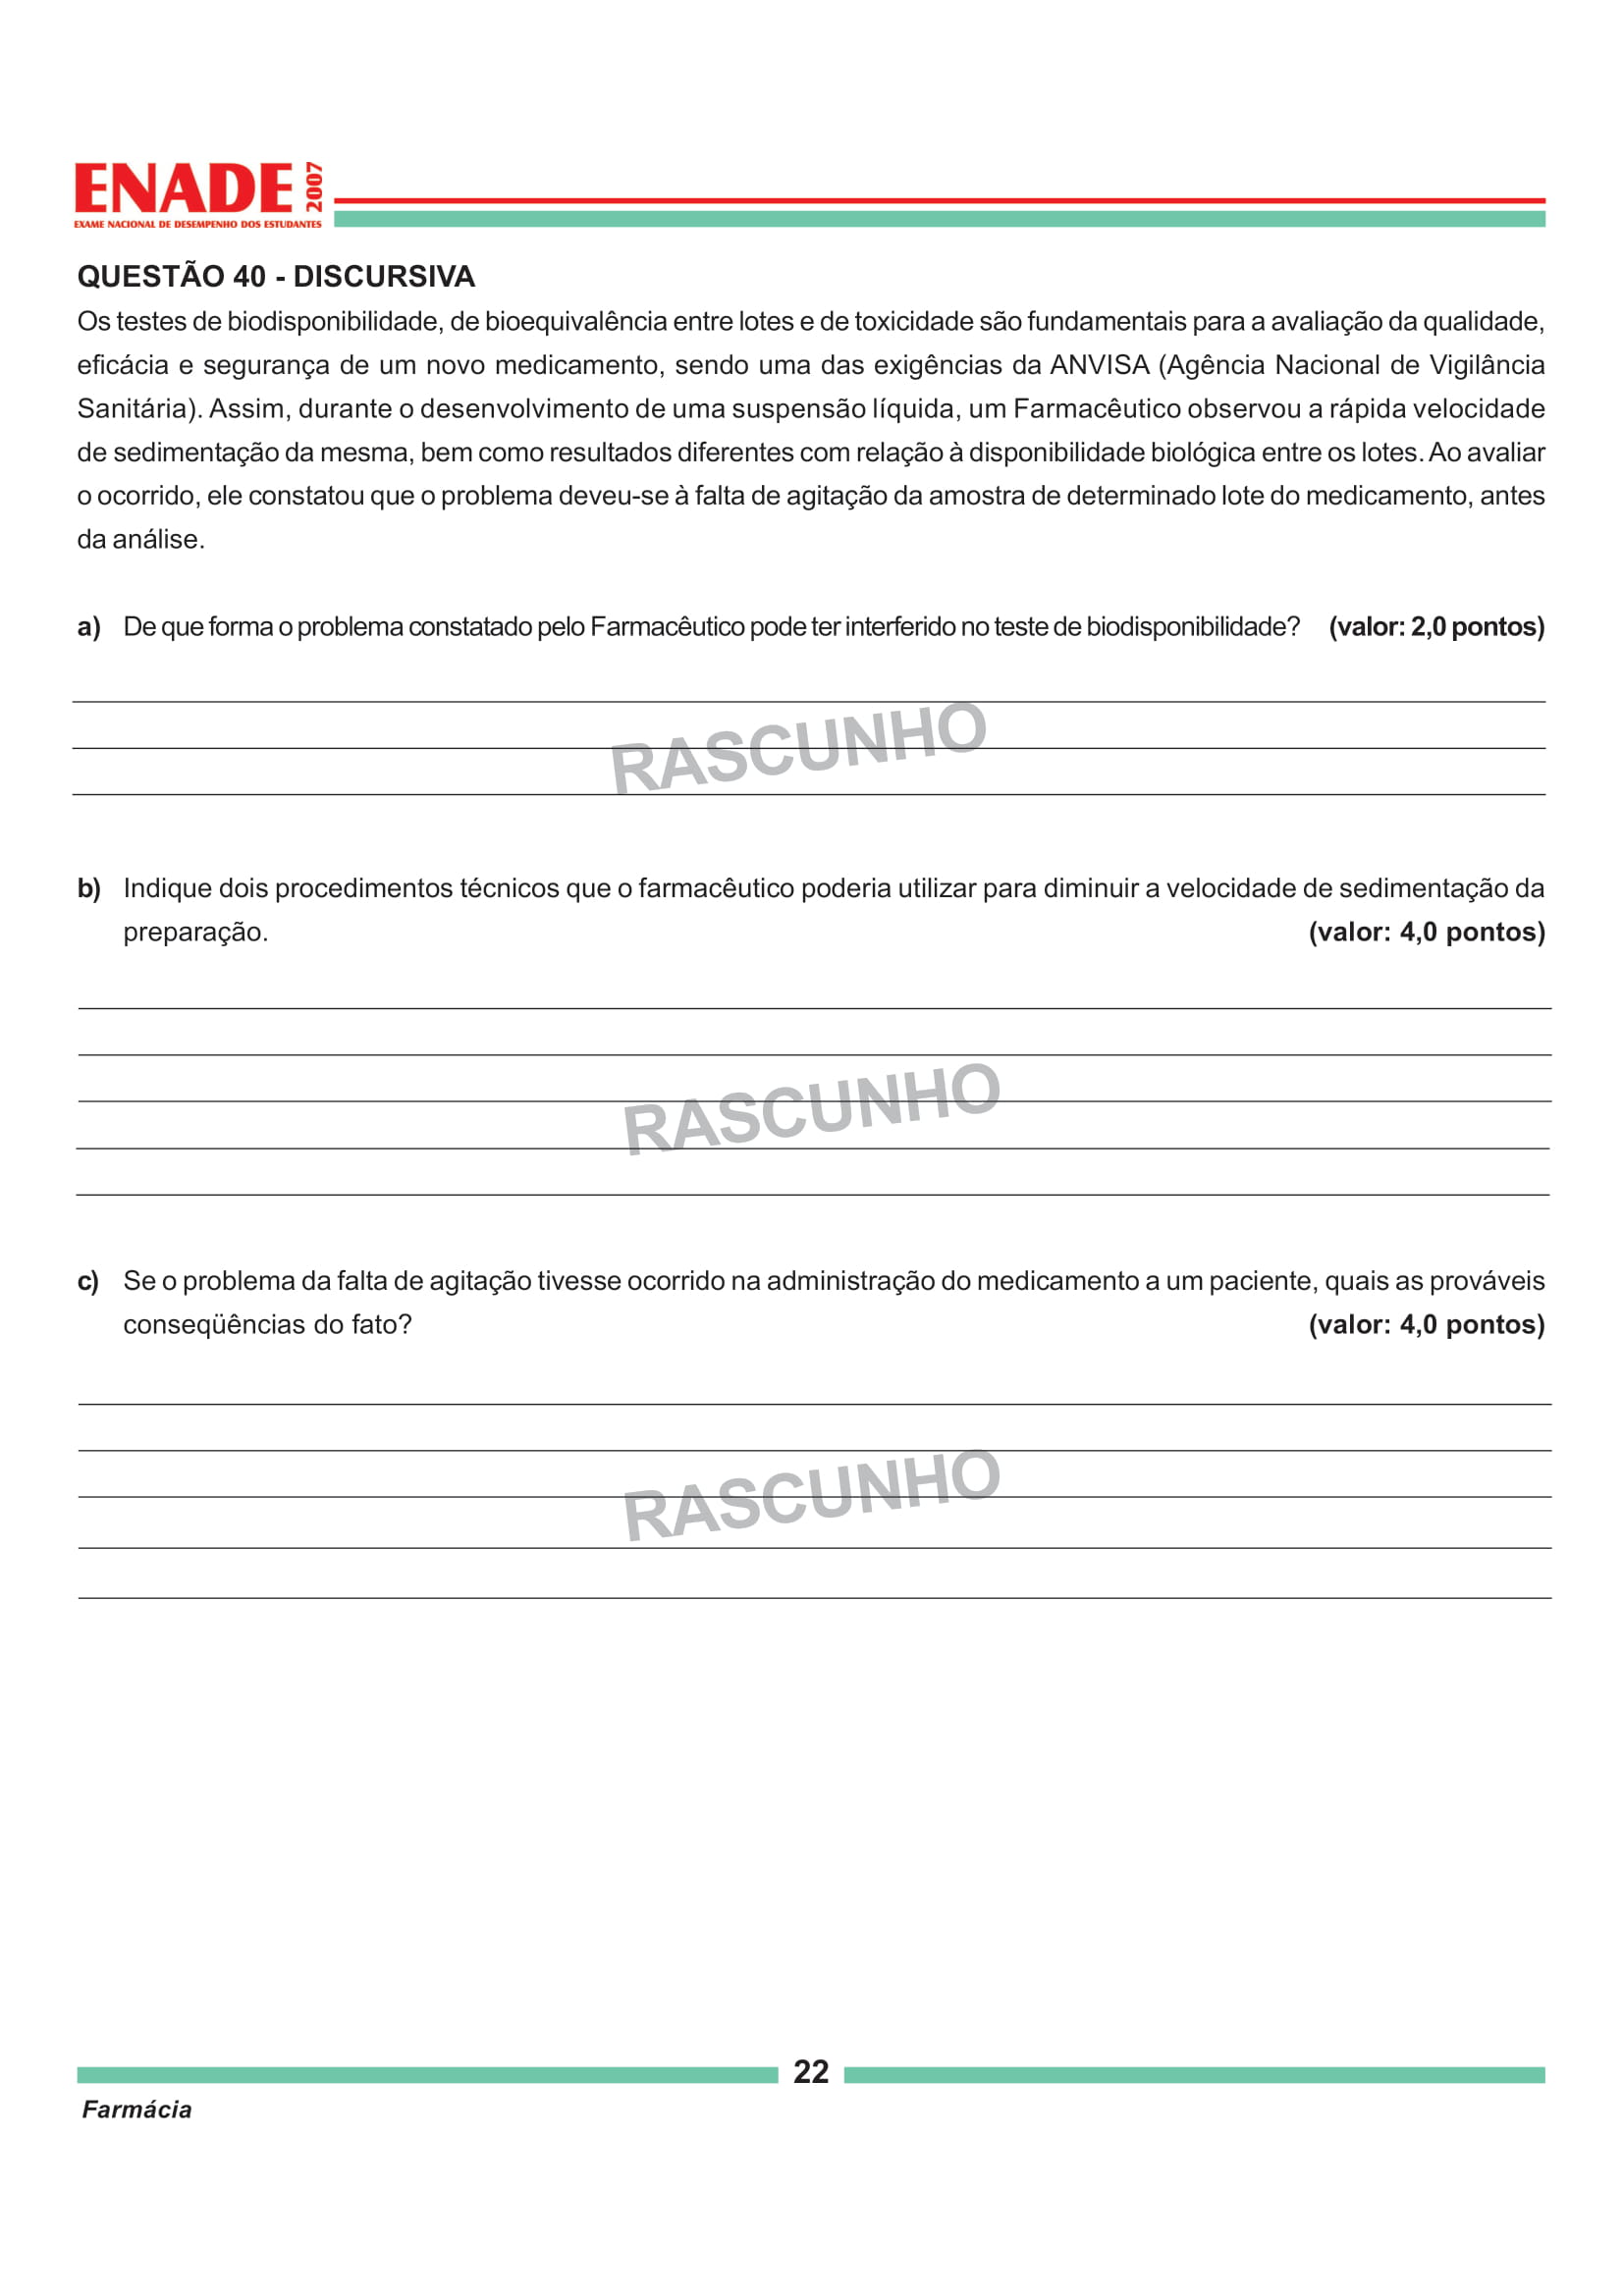 ENADE 2007
EXAME NACIONAL DE DESEMPENHO DOS ESTUDANTES
QUESTÃO 40 - DISCURSIVA
Os testes de biodisponibilidade, de bioequivalência entre lotes e de toxicidade são fundamentais para a avaliação da qualidade,
eficácia e segurança de um novo medicamento, sendo uma das exigências da ANVISA (Agência Nacional de Vigilância
Sanitária). Assim, durante o desenvolvimento de uma suspensão líquida, um Farmacêutico observou a rápida velocidade
de sedimentação da mesma, bem como resultados diferentes com relação à disponibilidade biológica entre os lotes. Ao avaliar
o ocorrido, ele constatou que o problema deveu-se à falta de agitação da amostra de determinado lote do medicamento, antes
da análise.
a) De que forma o problema constatado pelo Farmacêutico pode ter interferido no teste de biodisponibilidade? (valor: 2,0 pontos)
RASCUNHO
b) Indique dois procedimentos técnicos que o farmacêutico poderia utilizar para diminuir a velocidade de sedimentação da
preparação. (valor: 4,0 pontos)
RASCUNHO
c) Se o problema da falta de agitação tivesse ocorrido na administração do medicamento a um paciente, quais as prováveis
conseqüências do fato? (valor: 4,0 pontos)
RASCUNHO
22
Farmácia